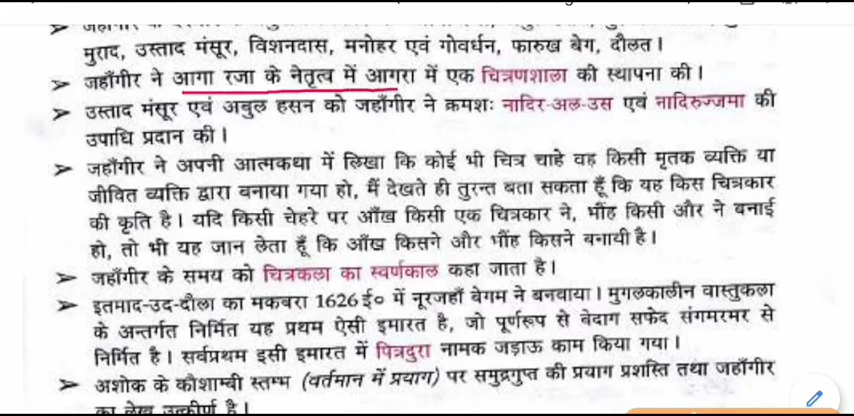 मुराद, उस्ताद मंसूर, विशनदास, मनोहर एवं गोवर्धन, फारुख बेग, दौलत।
➤ जहाँगीर ने आगा रजा के नेतृत्व में आगरा में एक चित्रणशाला की स्थापना की।
➤ उस्ताद मंसूर एवं अबुल हसन को जहाँगीर ने क्रमशः नादिर-अल-उस एवं नादिरुज्जमा की
उपाधि प्रदान की।
➤ जहाँगीर ने अपनी आत्मकथा में लिखा कि कोई भी चित्र चाहे वह किसी मृतक व्यक्ति या
जीवित व्यक्ति द्वारा बनाया गया हो, मैं देखते ही तुरन्त बता सकता हूँ कि यह किस चित्रकार
की कृति है। यदि किसी चेहरे पर आँख किसी एक चित्रकार ने, भौंह किसी और ने बनाई
हो, तो भी यह जान लेता हूँ कि आँख किसने और भौंह किसने बनायी है।
➤ जहाँगीर के समय को चित्रकला का स्वर्णकाल कहा जाता है।
➤ इतमाद-उद-दौला का मकबरा 1626 ई० में नूरजहाँ बेगम ने बनवाया। मुगलकालीन वास्तुकला
के अन्तर्गत निर्मित यह प्रथम ऐसी इमारत है, जो पूर्णरूप से बेदाग सफेद संगमरमर से
निर्मित है। सर्वप्रथम इसी इमारत में पित्रदुरा नामक जड़ाऊ काम किया गया।
➤ अशोक के कौशाम्बी स्तम्भ (वर्तमान में प्रयाग) पर समुद्रगुप्त की प्रयाग प्रशस्ति तथा जहाँगीर
का लेख उत्कीर्ण है।